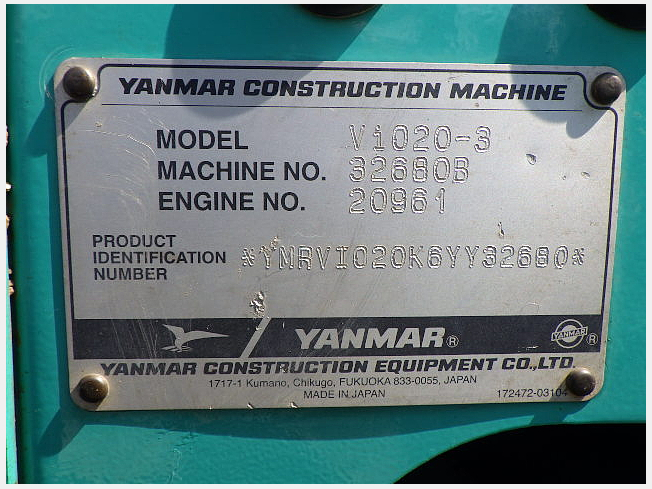 YANMAR CONSTRUCTION MACHINE
MODEL ViO20-3
MACHINE NO. 32680B
ENGINE NO. 20961
PRODUCT
IDENTIFICATION *YMRVIO20K6YY32680*
NUMBER
YANMAR®
YANMAR ®
YANMAR CONSTRUCTION EQUIPMENT CO.,LTD.
1717-1 Kumano, Chikugo, FUKUOKA 833-0055, JAPAN
MADE IN JAPAN 172472-03104